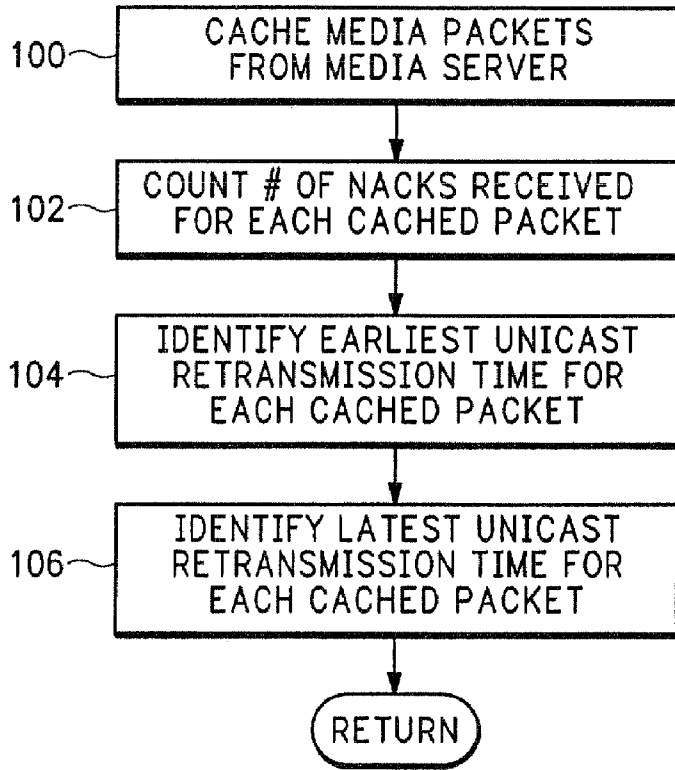 100
CACHE MEDIA PACKETS
FROM MEDIA SERVER
102
COUNT # OF NACKS RECEIVED
FOR EACH CACHED PACKET
104
IDENTIFY EARLIEST UNICAST
RETRANSMISSION TIME FOR
EACH CACHED PACKET
106
IDENTIFY LATEST UNICAST
RETRANSMISSION TIME FOR
EACH CACHED PACKET
RETURN